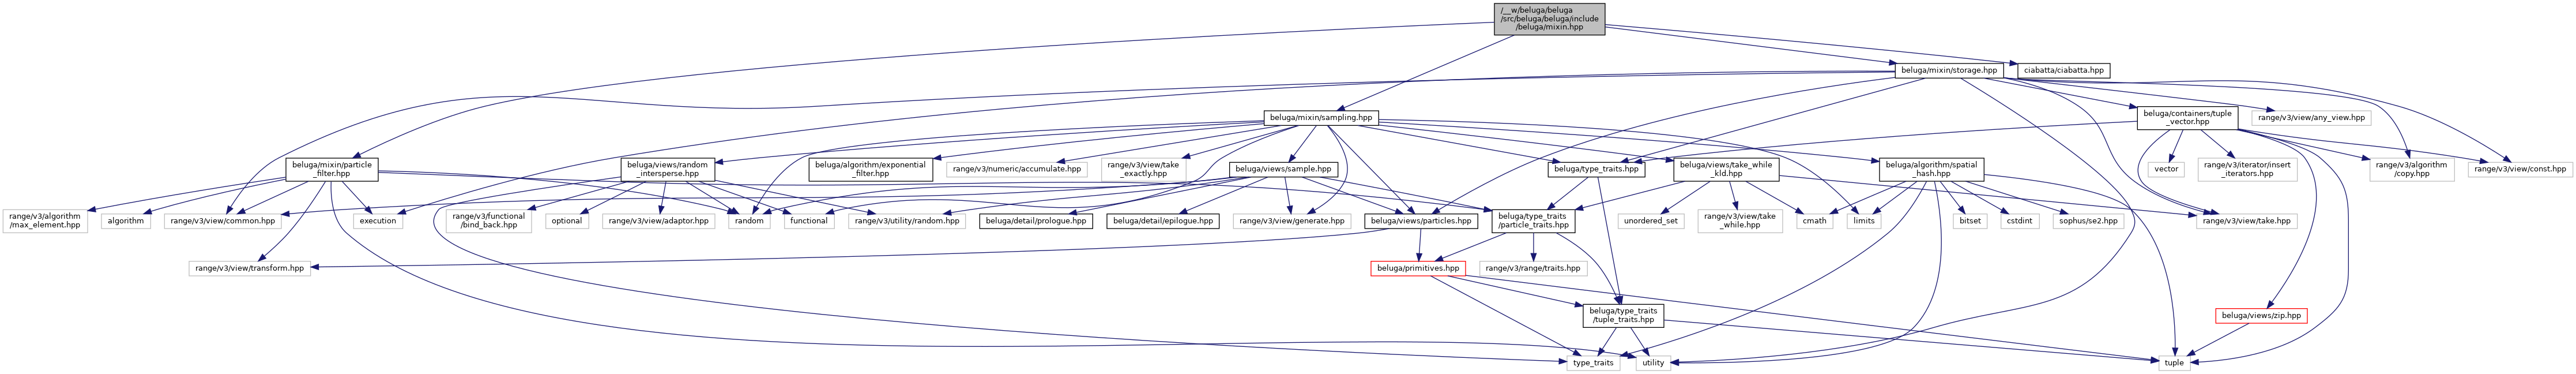 /__w/beluga/beluga
/src/beluga/beluga/include
/beluga/mixin.hpp
beluga/mixin/storage.hpp
ciabatta/ciabatta.hpp
beluga/mixin/sampling.hpp
beluga/containers/tuple
_vector.hpp
range/v3/view/any_view.hpp
beluga/mixin/particle
_filter.hpp
beluga/views/random
_intersperse.hpp
beluga/algorithm/exponential
_filter.hpp
range/v3/numeric/accumulate.hpp
range/v3/view/take
_exactly.hpp
beluga/views/sample.hpp
beluga/type_traits.hpp
beluga/views/take_while
_kld.hpp
beluga/algorithm/spatial
_hash.hpp
vector
range/v3/iterator/insert
_iterators.hpp
range/v3/algorithm
/copy.hpp
range/v3/view/const.hpp
range/v3/algorithm
/max_element.hpp
algorithm
range/v3/view/common.hpp
execution
range/v3/functional
/bind_back.hpp
optional
range/v3/view/adaptor.hpp
random
functional
range/v3/utility/random.hpp
beluga/detail/prologue.hpp
beluga/detail/epilogue.hpp
range/v3/view/generate.hpp
beluga/views/particles.hpp
beluga/type_traits
/particle_traits.hpp
unordered_set
range/v3/view/take
_while.hpp
cmath
limits
bitset
cstdint
sophus/se2.hpp
range/v3/view/take.hpp
range/v3/view/transform.hpp
beluga/primitives.hpp
range/v3/range/traits.hpp
beluga/type_traits
/tuple_traits.hpp
beluga/views/zip.hpp
type_traits
utility
tuple